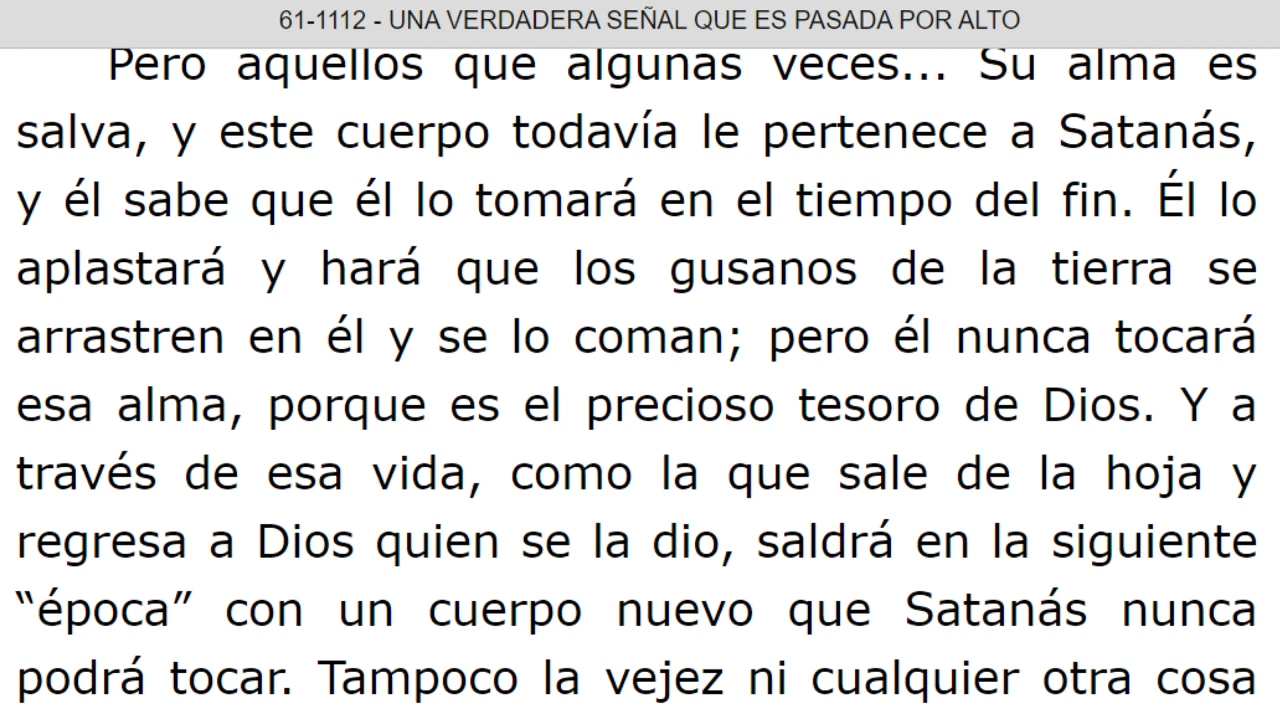 61-1112 - UNA VERDADERA SEÑAL QUE ES PASADA POR ALTO
Pero aquellos que algunas veces... Su alma es
salva, y este cuerpo todavía le pertenece a Satanás,
y él sabe que él lo tomará en el tiempo del fin. Él lo
aplastará y hará que los gusanos de la tierra se
arrastren en él y se lo coman; pero él nunca tocará
esa alma, porque es el precioso tesoro de Dios. Y a
través de esa vida, como la que sale de la hoja y
regresa a Dios quien se la dio, saldrá en la siguiente
“época” con un cuerpo nuevo que Satanás nunca
podrá tocar. Tampoco la vejez ni cualquier otra cosa